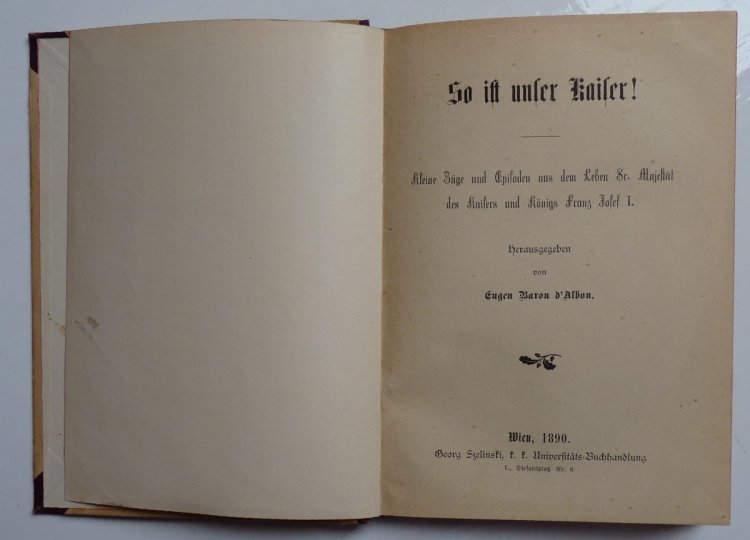 So ist unser Kaiser!
Kleine Züge und Episoden aus dem Leben Sr. Majestät
des Kaisers und Königs Franz Josef I.
Herausgegeben
von
Eugen Baron d'Albon.
Wien, 1890.
Georg Szelinski, k. k. Universitäts-Buchhandlung
I., Stefansplatz Nr. 6